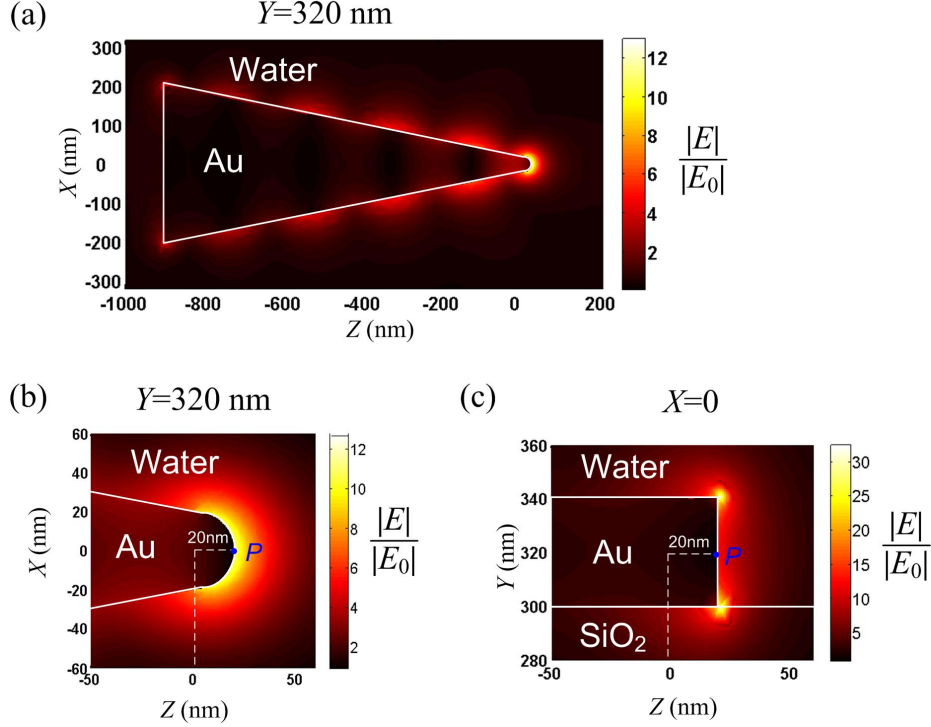 (a)
Y=320 nm
300
200
100
0
-100
-200
-300
X (nm)
Water
Au
-1000
-800
-600
-400
-200
0
200
Z (nm)
12
10
8
6
4
2
|E|
|E₀|
(b)
Y=320 nm
60
40
20
0
-20
-40
-60
X (nm)
Water
Au
20nm
P
-50
0
50
Z (nm)
12
10
8
6
4
2
|E|
|E₀|
(c)
X=0
360
340
320
300
280
Y (nm)
Water
Au
20nm
P
SiO₂
-50
0
50
Z (nm)
30
25
20
15
10
5
|E|
|E₀|